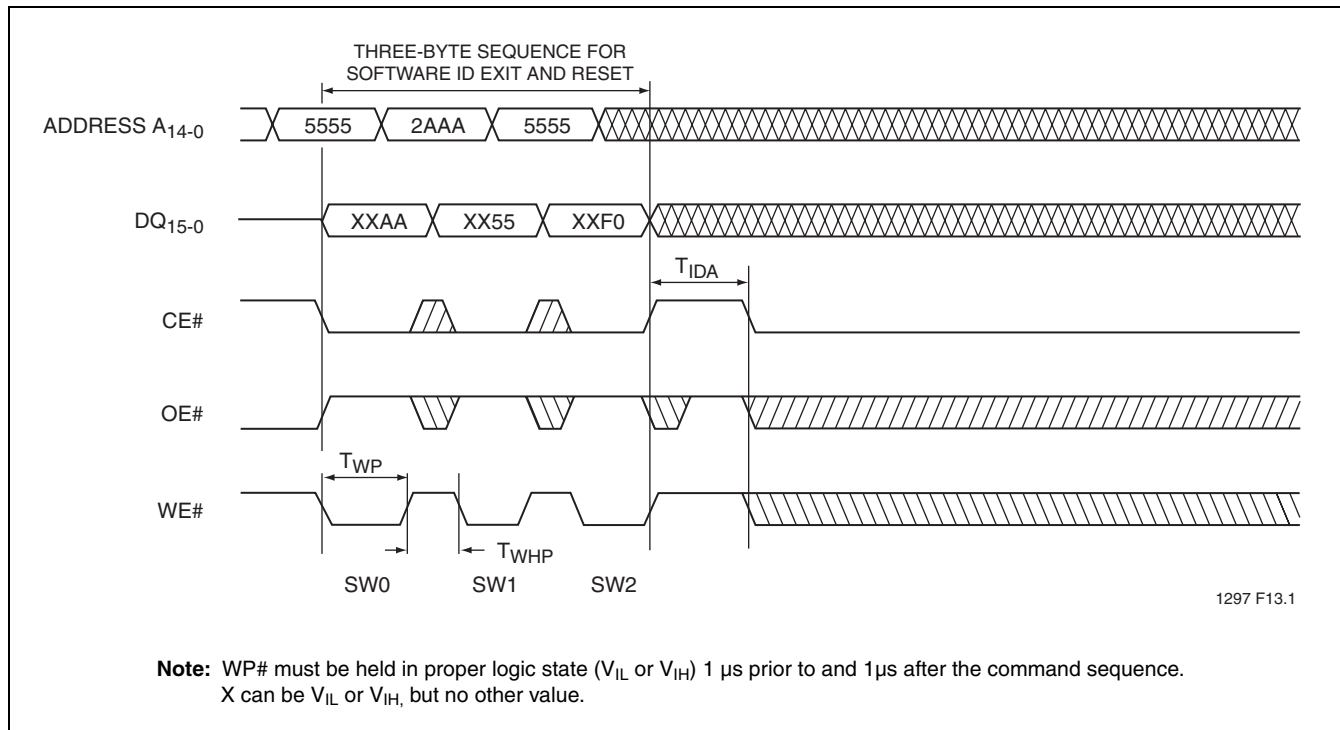 THREE-BYTE SEQUENCE FOR
SOFTWARE ID EXIT AND RESET
ADDRESS A14-0
5555 2AAA 5555
DQ15-0
XXAA XX55 XXF0
TIDA
CE#
OE#
TWP
WE#
TWHP
SW0 SW1 SW2
1297 F13.1
Note: WP# must be held in proper logic state (VIL or VIH) 1 µs prior to and 1µs after the command sequence.
X can be VIL or VIH, but no other value.